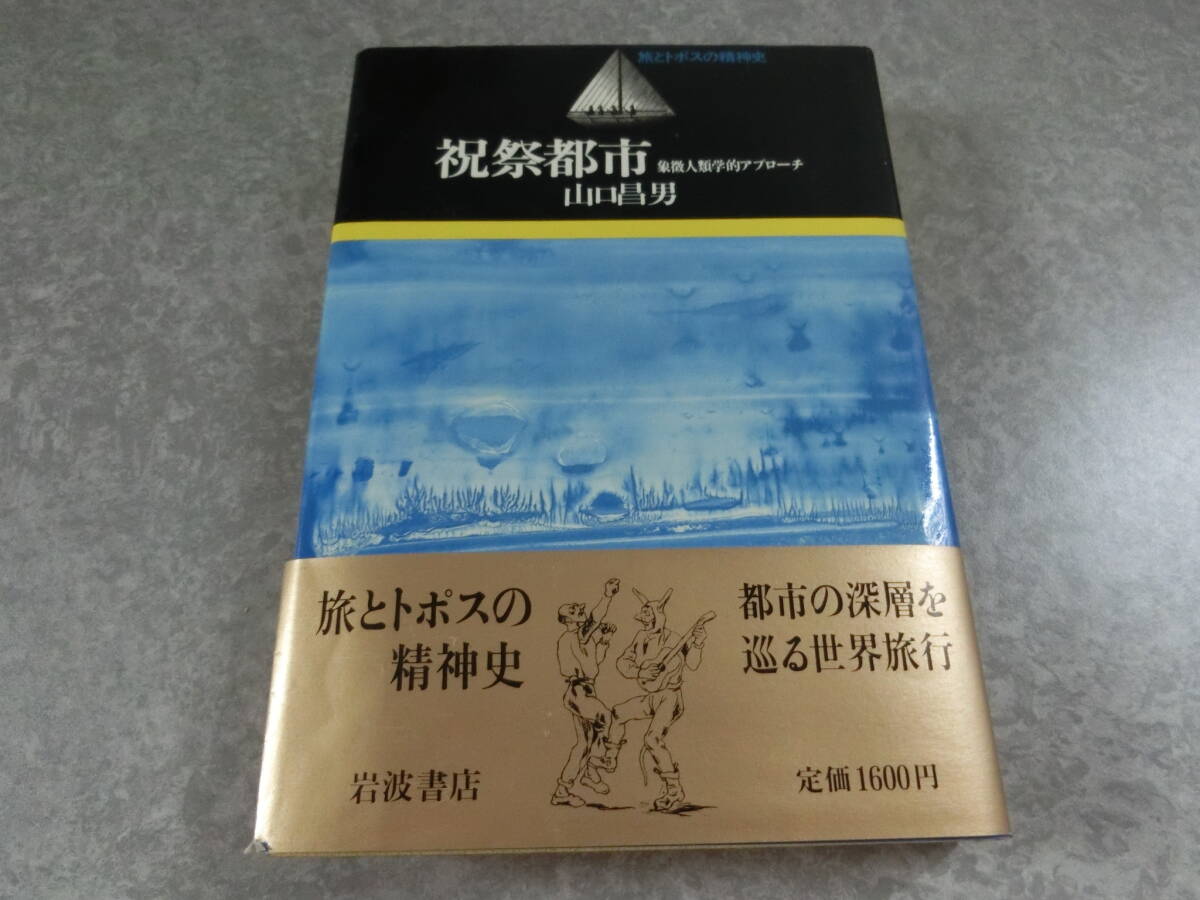 旅とトポスの精神史
祝祭都市 象徴人類学的アプローチ
山口昌男
旅とトポスの
精神史
都市の深層を
巡る世界旅行
岩波書店
定価1600円